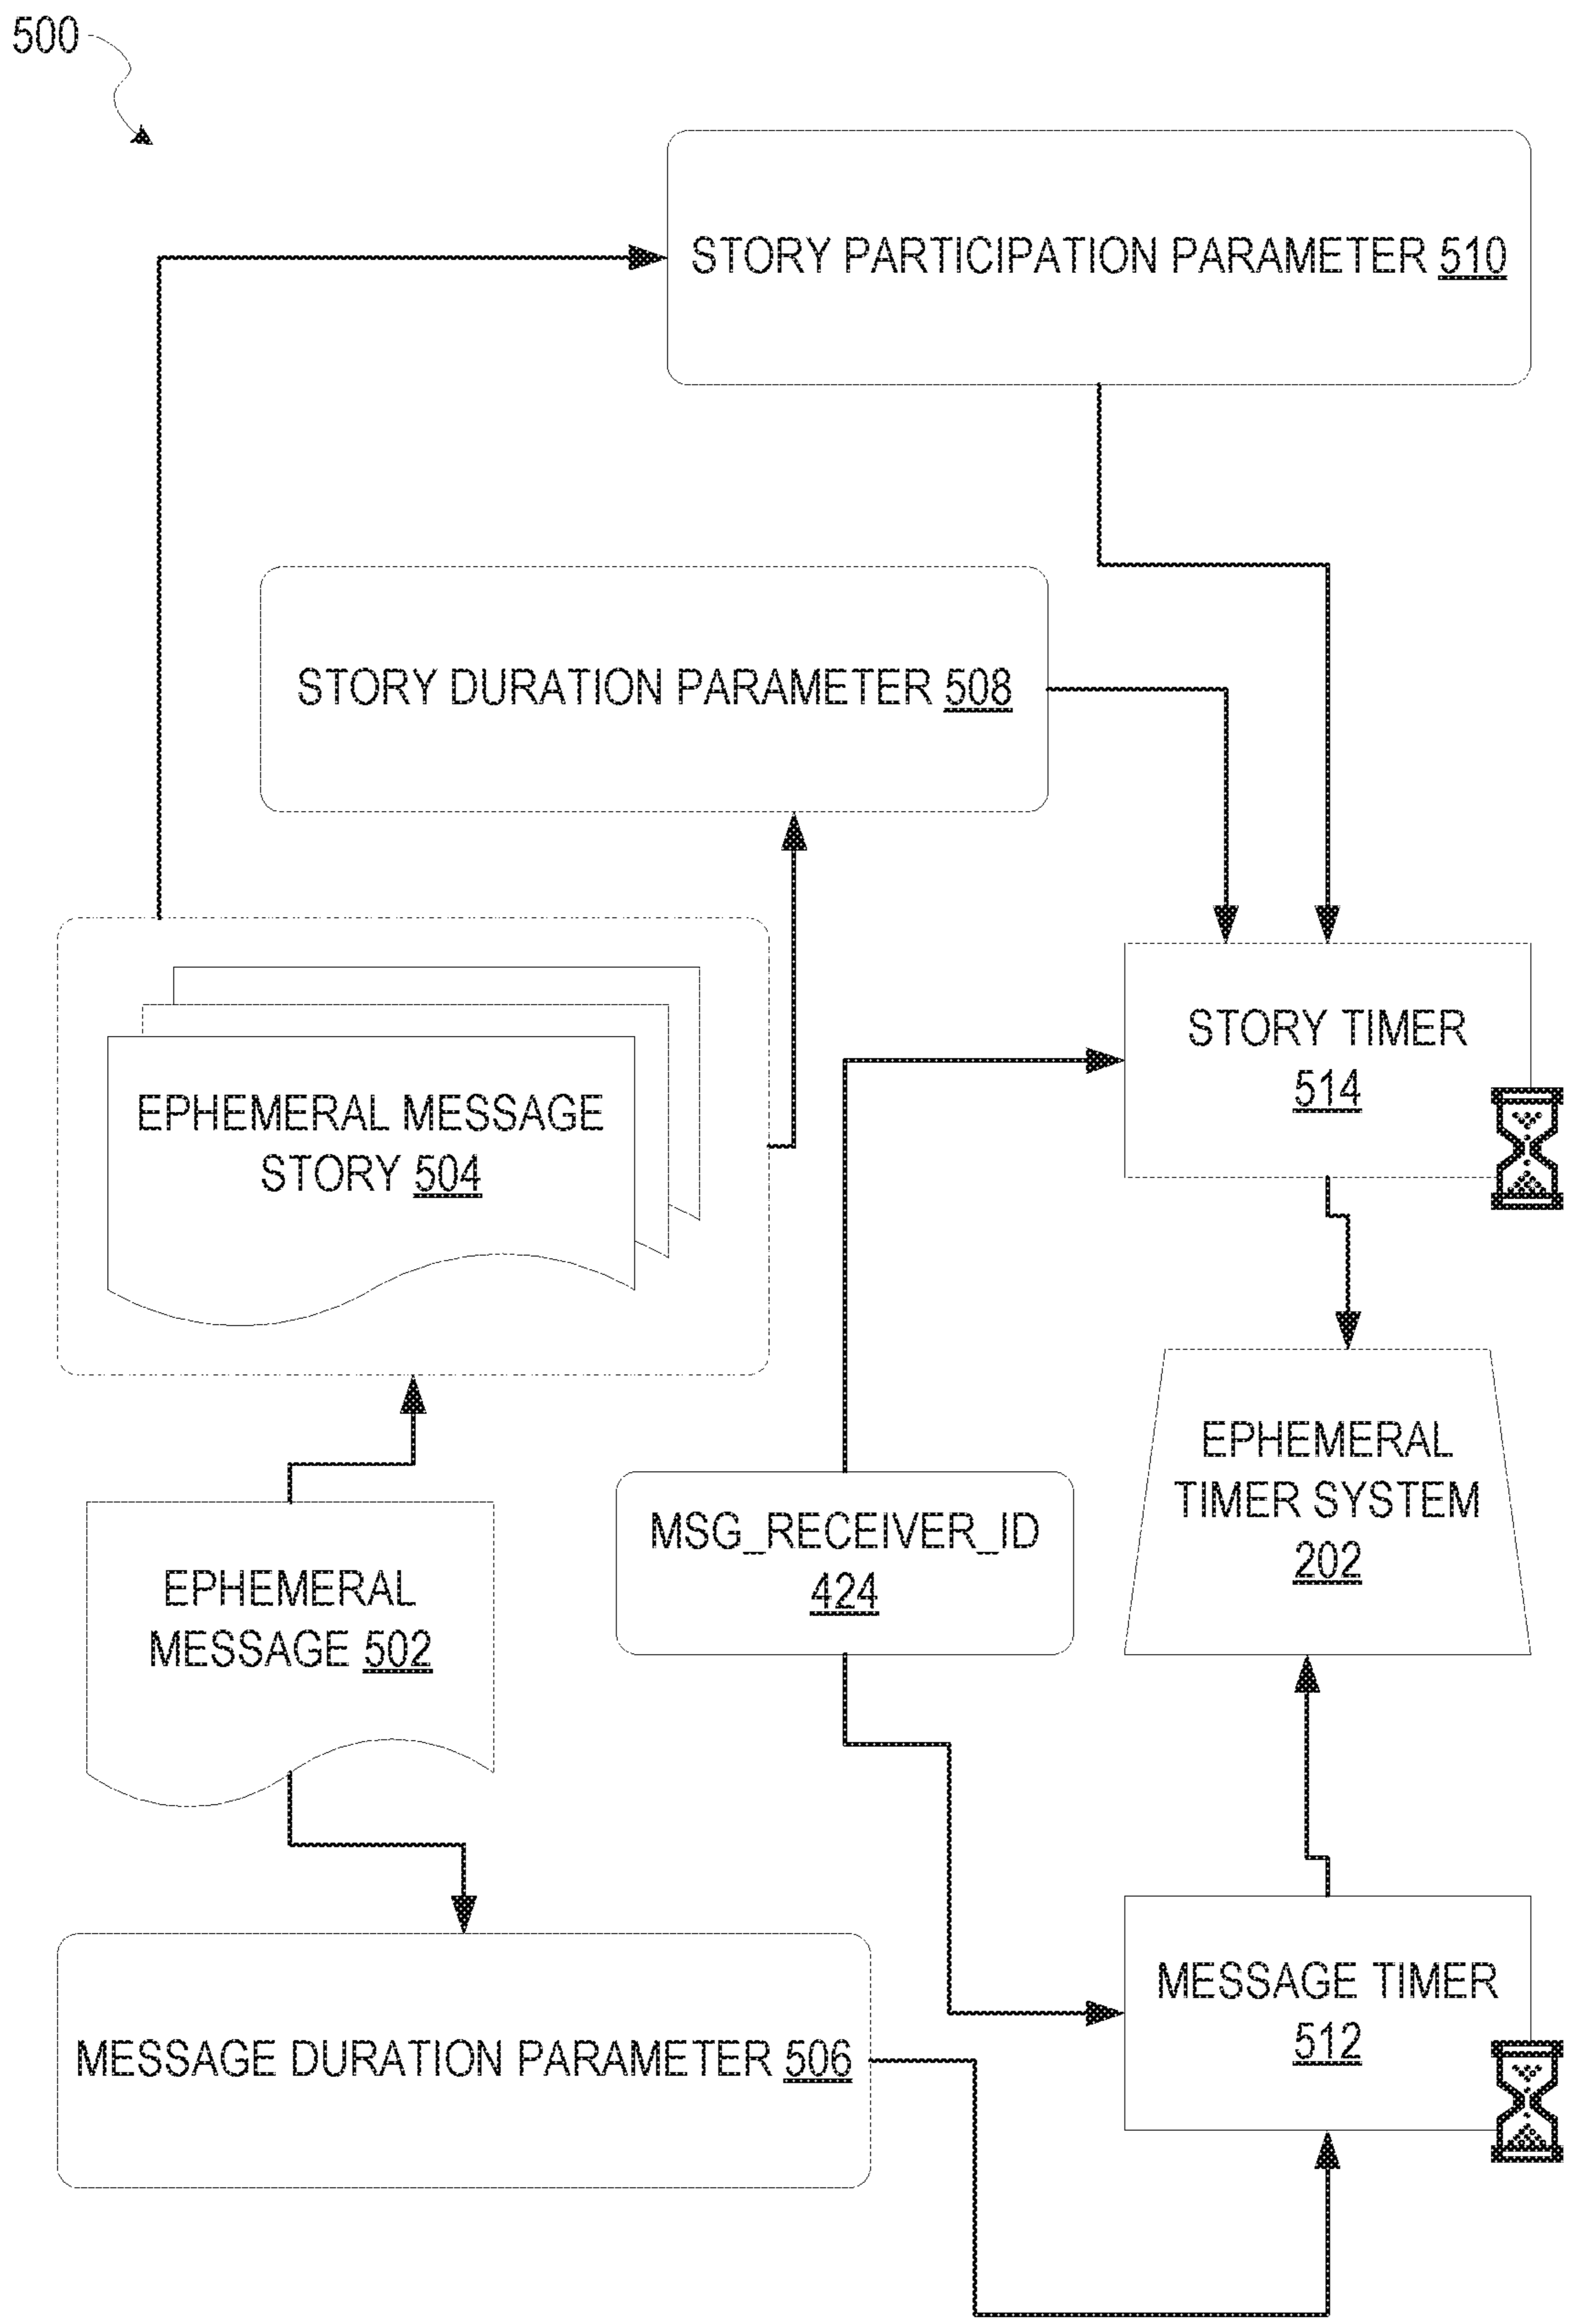 500
STORY PARTICIPATION PARAMETER 510
STORY DURATION PARAMETER 508
STORY TIMER
514
EPHEMERAL MESSAGE
STORY 504
EPHEMERAL
TIMER SYSTEM
202
MSG_RECEIVER_ID
424
EPHEMERAL
MESSAGE 502
MESSAGE TIMER
512
MESSAGE DURATION PARAMETER 506